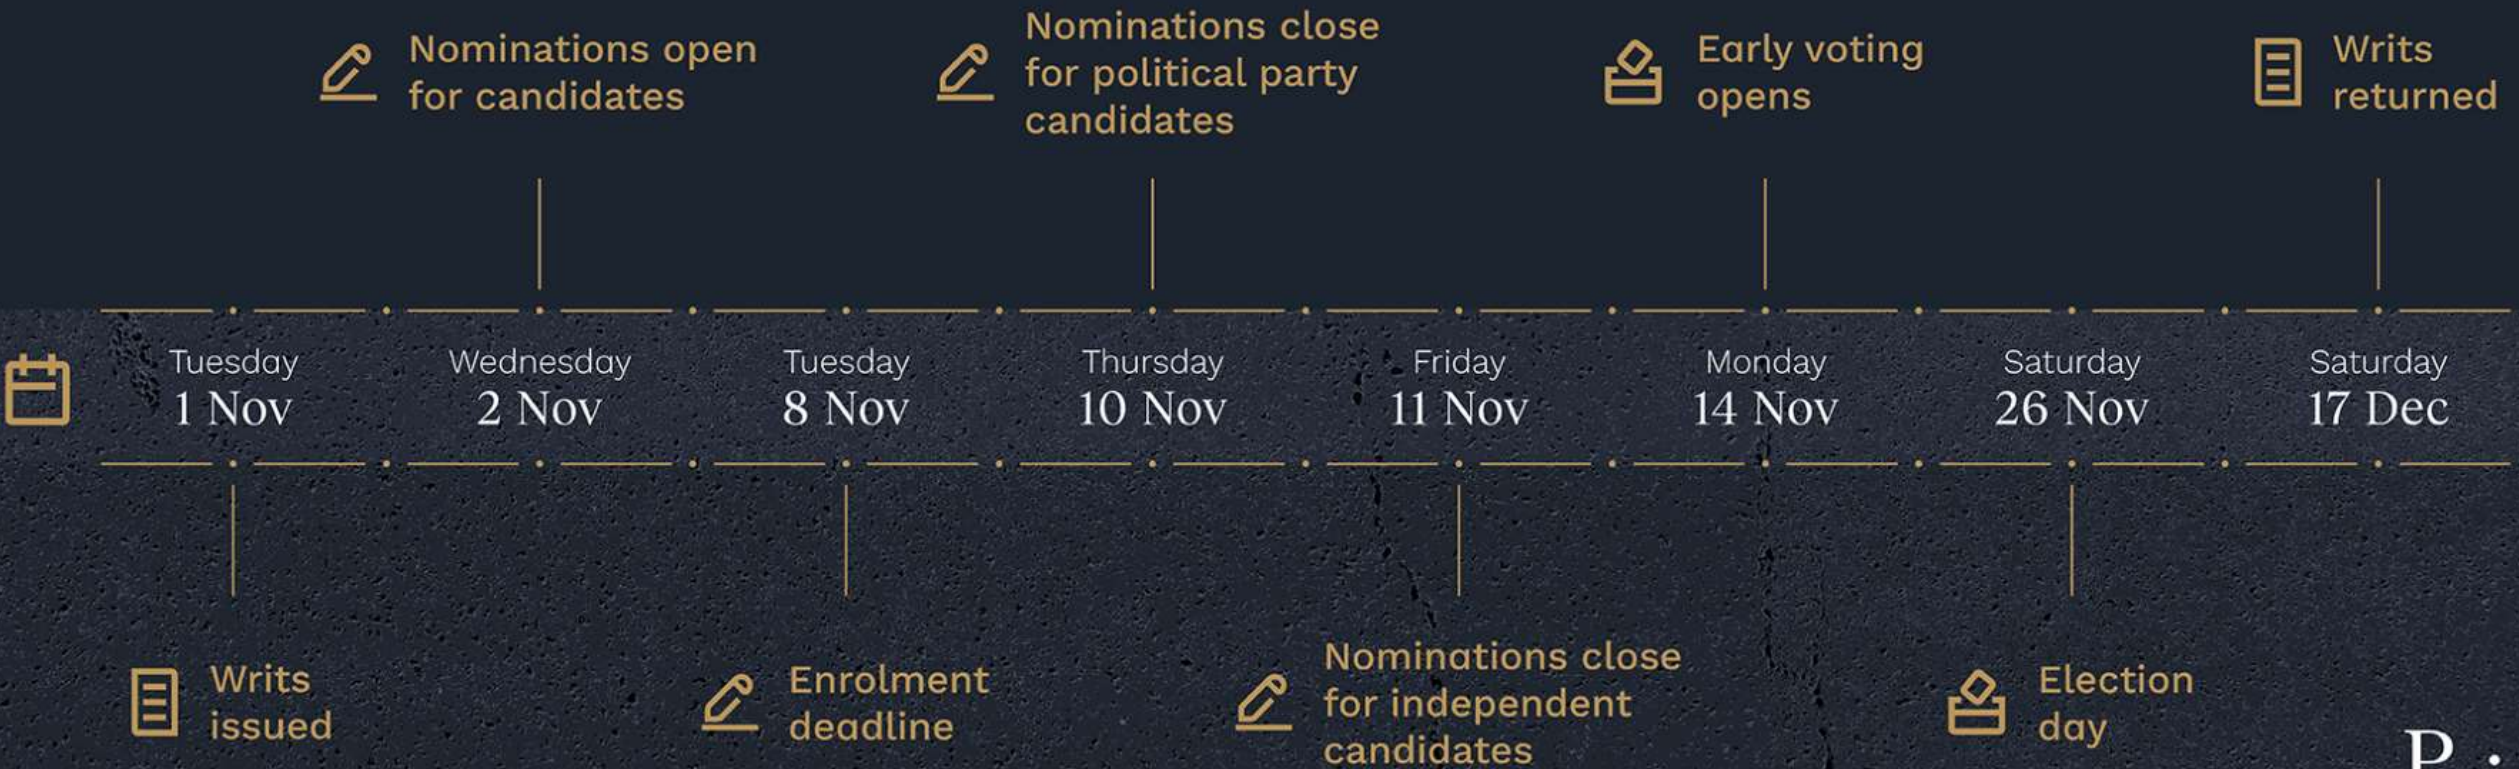 Nominations open
for candidates
Nominations close
for political party
candidates
Early voting
opens
Writs
returned
Tuesday
1 Nov
Wednesday
2 Nov
Tuesday
8 Nov
Thursday
10 Nov
Friday
11 Nov
Monday
14 Nov
Saturday
26 Nov
Saturday
17 Dec
Writs
issued
Enrolment
deadline
Nominations close
for independent
candidates
Election
day